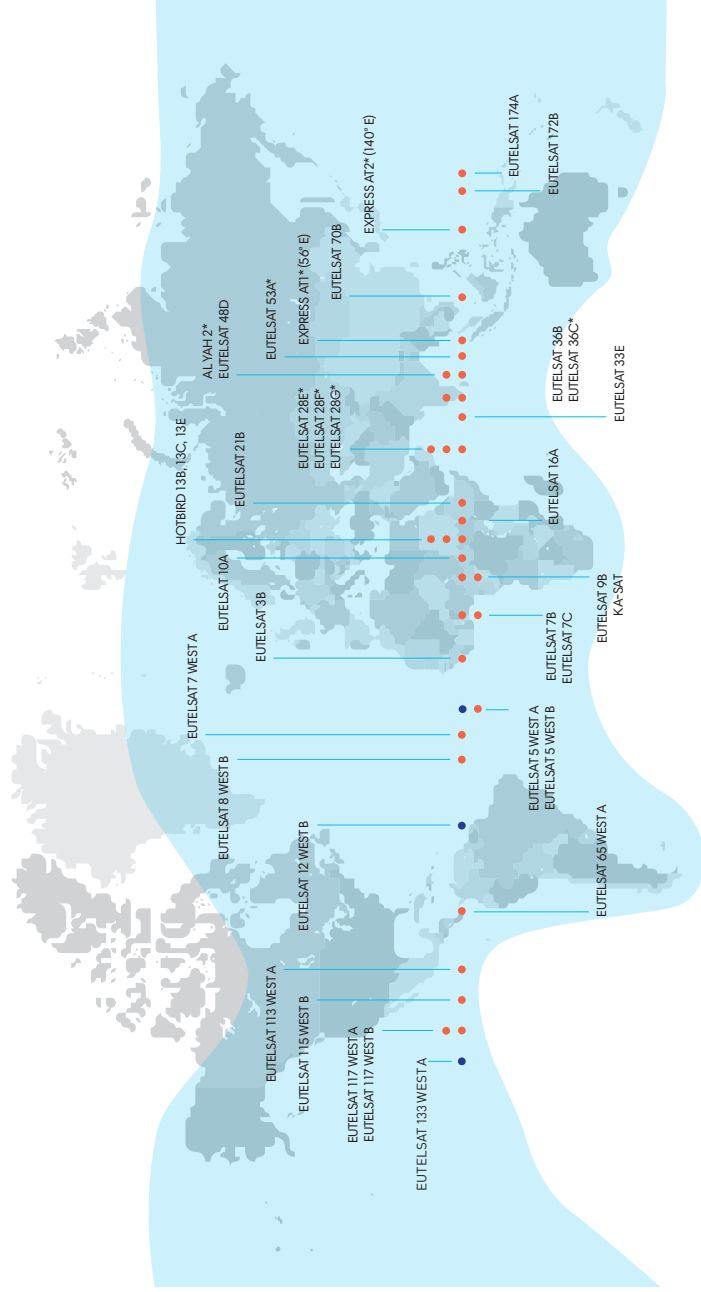 EUTELSAT 133 WEST A
EUTELSAT 117 WEST A
EUTELSAT 117 WEST B
EUTELSAT 115 WEST B
EUTELSAT 113 WEST A
EUTELSAT 65 WEST A
EUTELSAT 12 WEST B
EUTELSAT 8 WEST B
EUTELSAT 7 WEST A
EUTELSAT 5 WEST A
EUTELSAT 5 WEST B
EUTELSAT 3B
EUTELSAT 7B
EUTELSAT 7C
EUTELSAT 9B
KA-SAT
EUTELSAT 10A
HOTBIRD 13B, 13C, 13E
EUTELSAT 16A
EUTELSAT 21B
EUTELSAT 28E*
EUTELSAT 28F*
EUTELSAT 28G*
EUTELSAT 33E
EUTELSAT 36B
EUTELSAT 36C*
AL YAH 2*
EUTELSAT 48D
EUTELSAT 53A*
EXPRESS AT1* (56° E)
EUTELSAT 70B
EXPRESS AT2* (140° E)
EUTELSAT 172B
EUTELSAT 174A